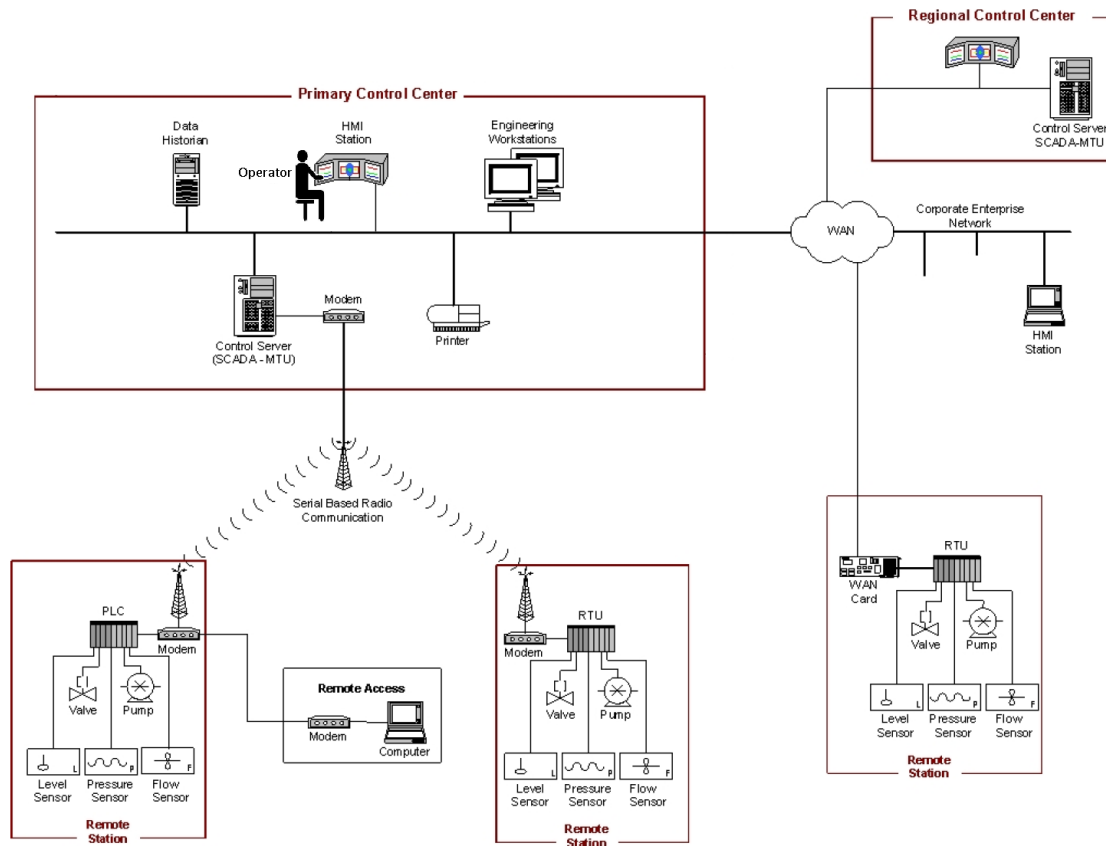 Regional Control Center
Control Server
SCADA-MTU
Primary Control Center
Data
Historian
HMI
Station
Engineering
Workstations
Operator
Control Server
(SCADA - MTU)
Modem
Printer
WAN
Corporate Enterprise
Network
HMI
Station
Serial Based Radio
Communication
PLC
Modem
Valve
Pump
L
P
F
Level
Sensor
Pressure
Sensor
Flow
Sensor
Remote
Station
Remote Access
Modem
Computer
RTU
Modem
Valve
Pump
L
P
F
Level
Sensor
Pressure
Sensor
Flow
Sensor
Remote
Station
RTU
WAN
Card
Valve
Pump
L
P
F
Level
Sensor
Pressure
Sensor
Flow
Sensor
Remote
Station